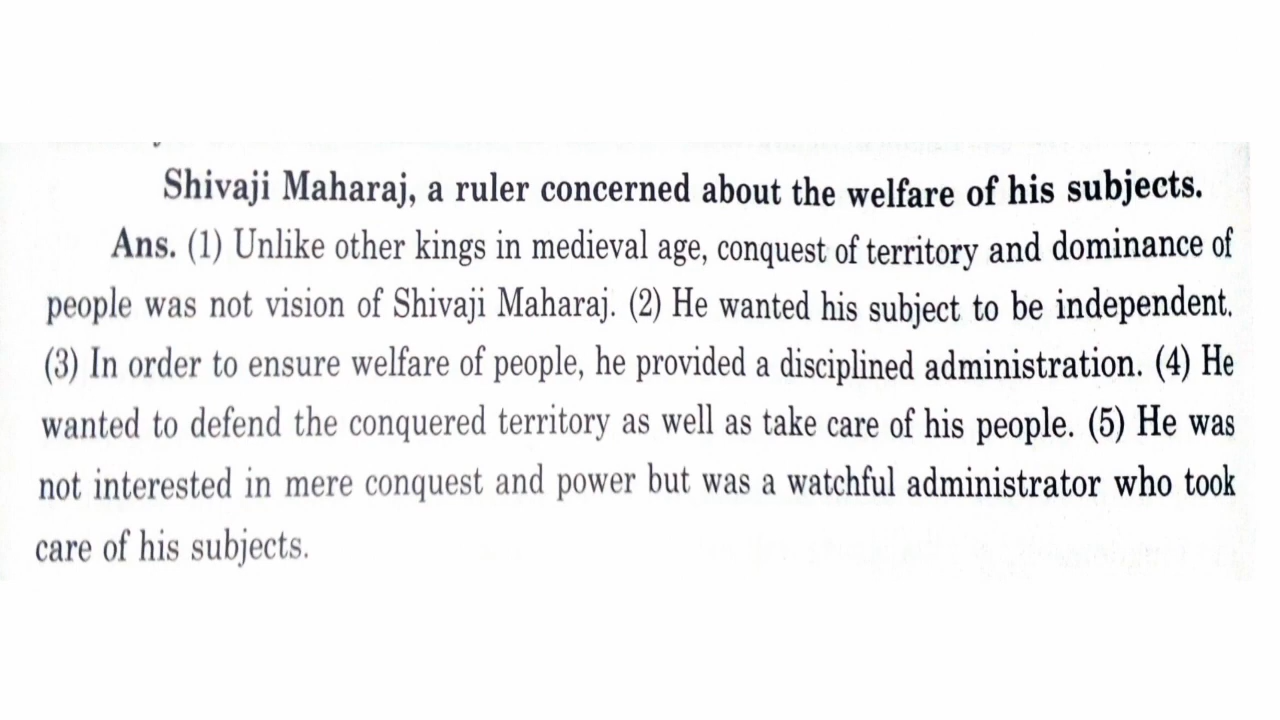 Shivaji Maharaj, a ruler concerned about the welfare of his subjects.
Ans. (1) Unlike other kings in medieval age, conquest of territory and dominance of
people was not vision of Shivaji Maharaj. (2) He wanted his subject to be independent.
(3) In order to ensure welfare of people, he provided a disciplined administration. (4) He
wanted to defend the conquered territory as well as take care of his people. (5) He was
not interested in mere conquest and power but was a watchful administrator who took
care of his subjects.